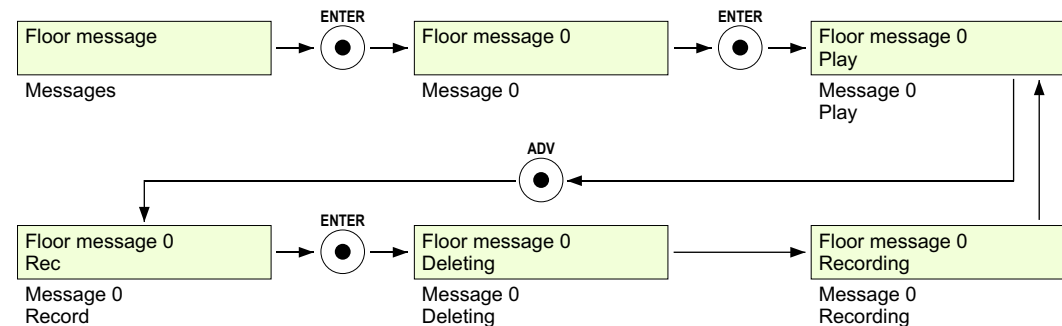 ENTER
ENTER
Floor message
Floor message 0
Floor message 0
Play
Messages
Message 0
Message 0
Play
ADV
ENTER
Floor message 0
Rec
Floor message 0
Deleting
Floor message 0
Recording
Message 0
Record
Message 0
Deleting
Message 0
Recording